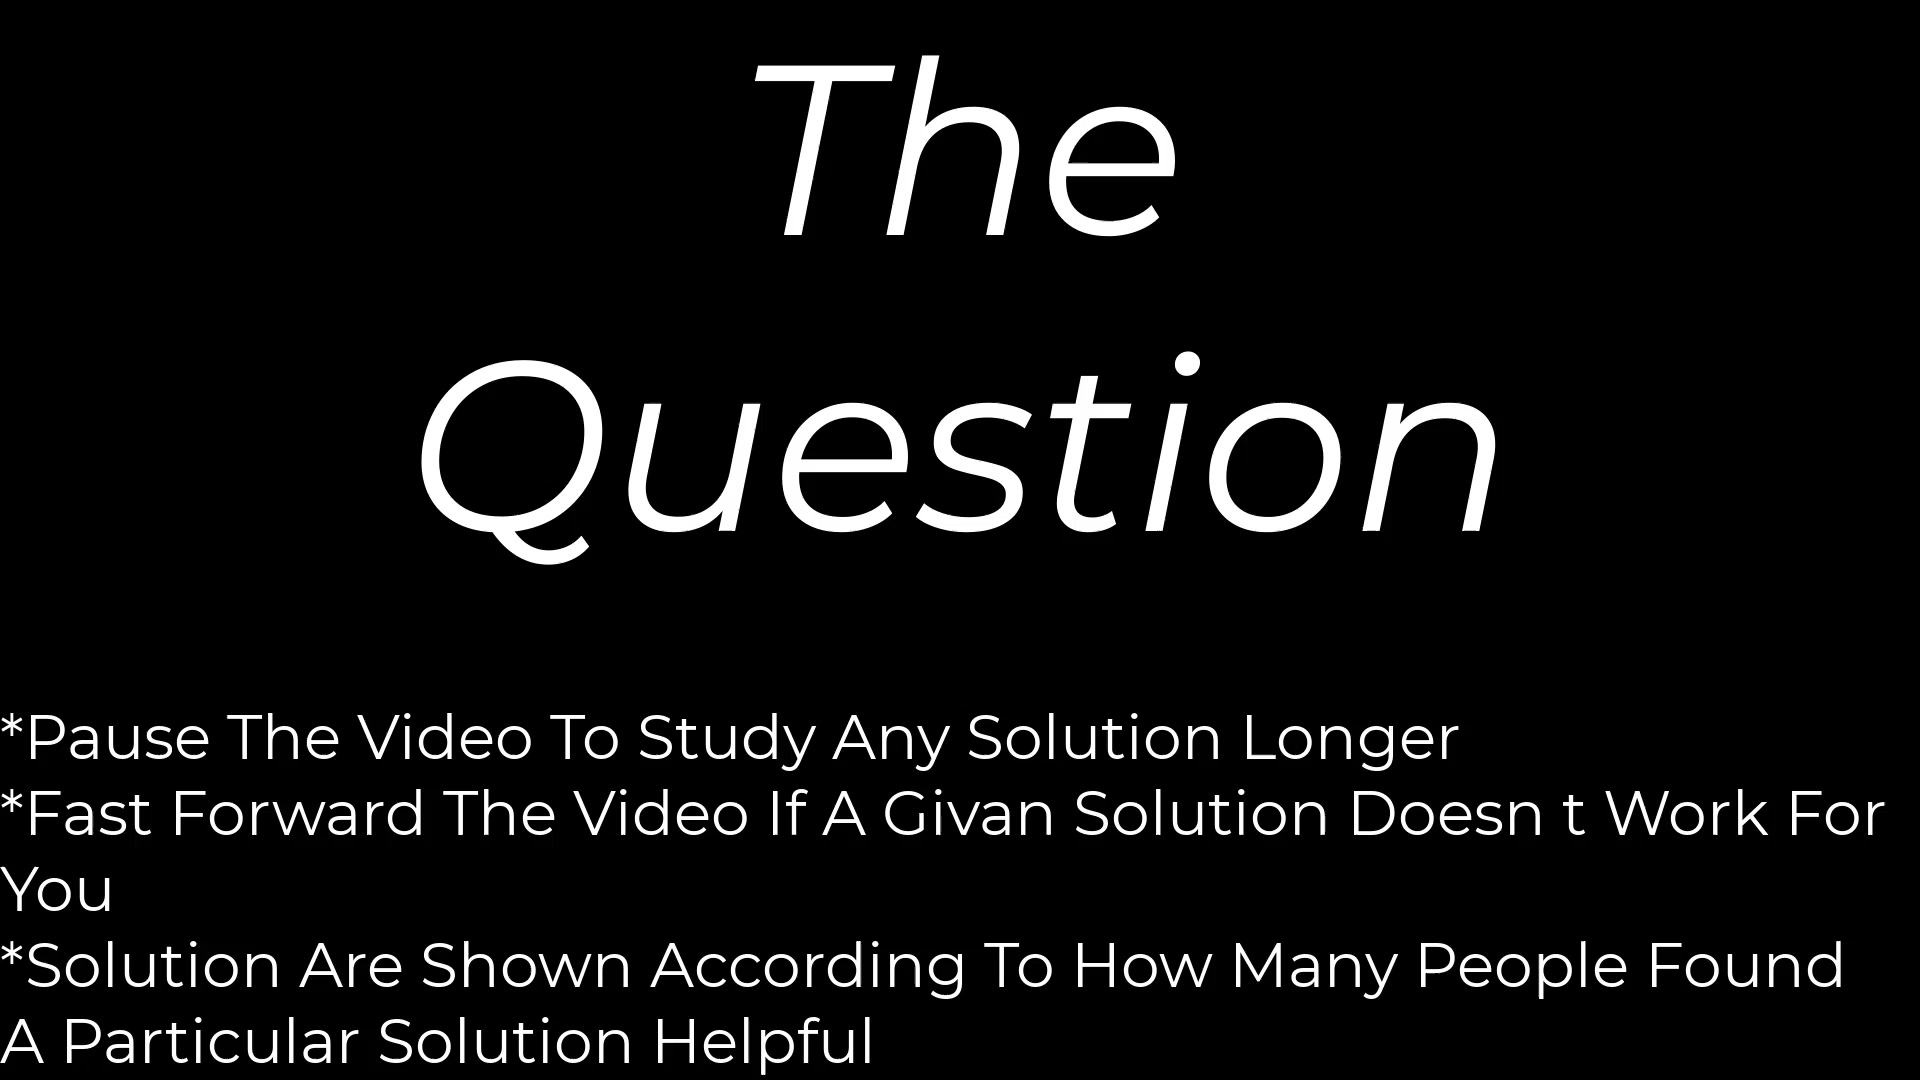 The
Question
*Pause The Video To Study Any Solution Longer
*Fast Forward The Video If A Givan Solution Doesn t Work For
You
*Solution Are Shown According To How Many People Found
A Particular Solution Helpful